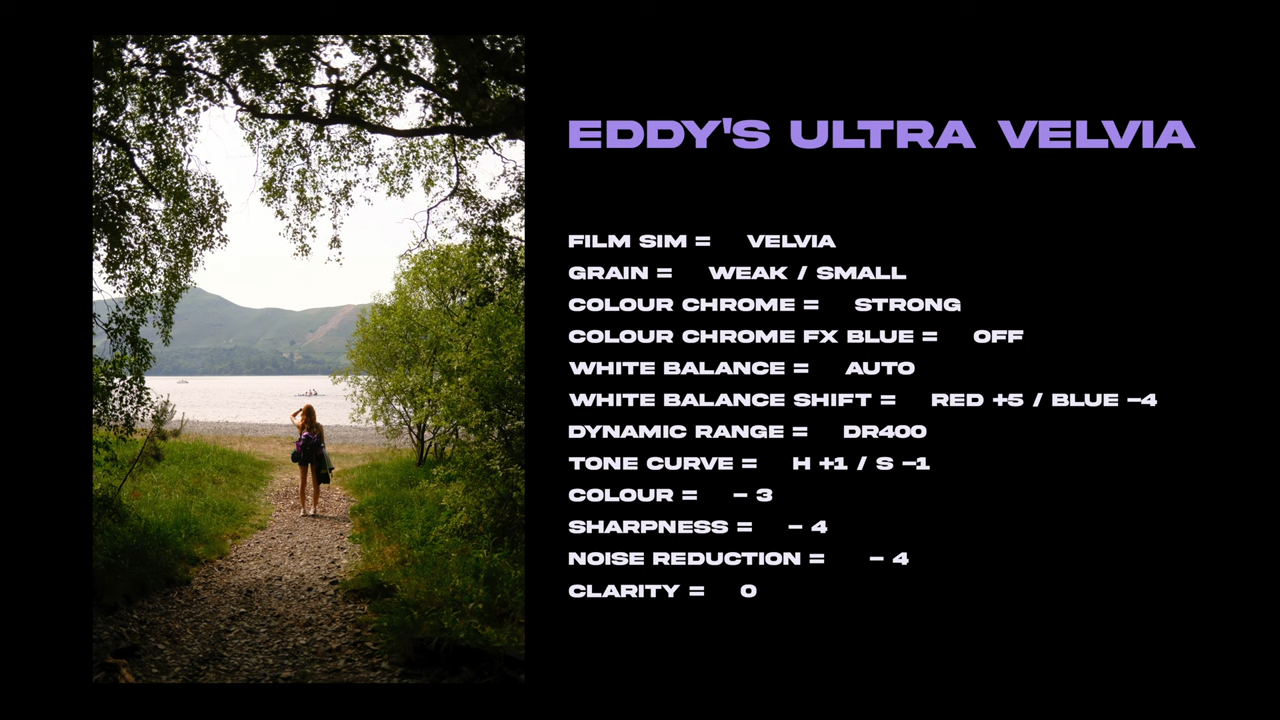 EDDY'S ULTRA VELVIA
FILM SIM = VELVIA
GRAIN = WEAK / SMALL
COLOUR CHROME = STRONG
COLOUR CHROME FX BLUE = OFF
WHITE BALANCE = AUTO
WHITE BALANCE SHIFT = RED +5 / BLUE -4
DYNAMIC RANGE = DR400
TONE CURVE = H +1 / S -1
COLOUR = - 3
SHARPNESS = - 4
NOISE REDUCTION = - 4
CLARITY = 0